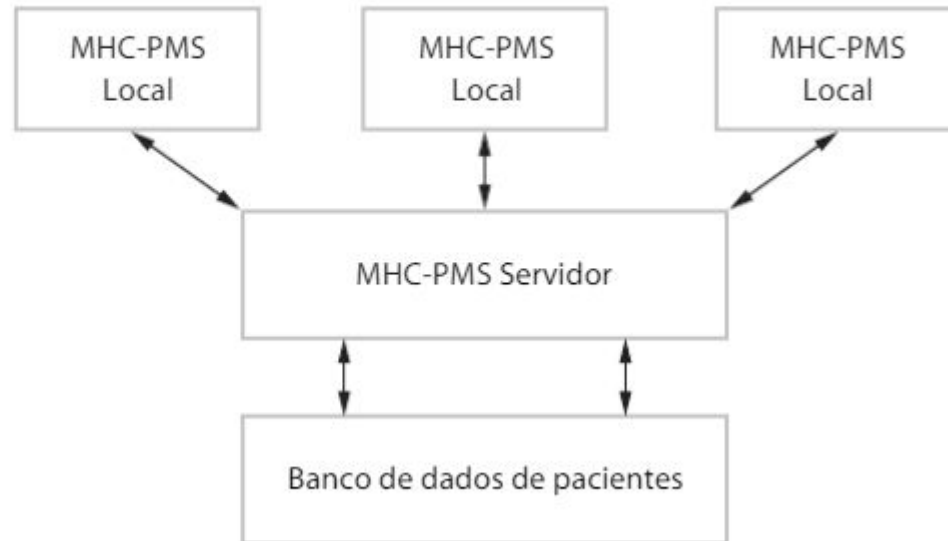 MHC-PMS
Local
MHC-PMS
Local
MHC-PMS
Local
MHC-PMS Servidor
Banco de dados de pacientes